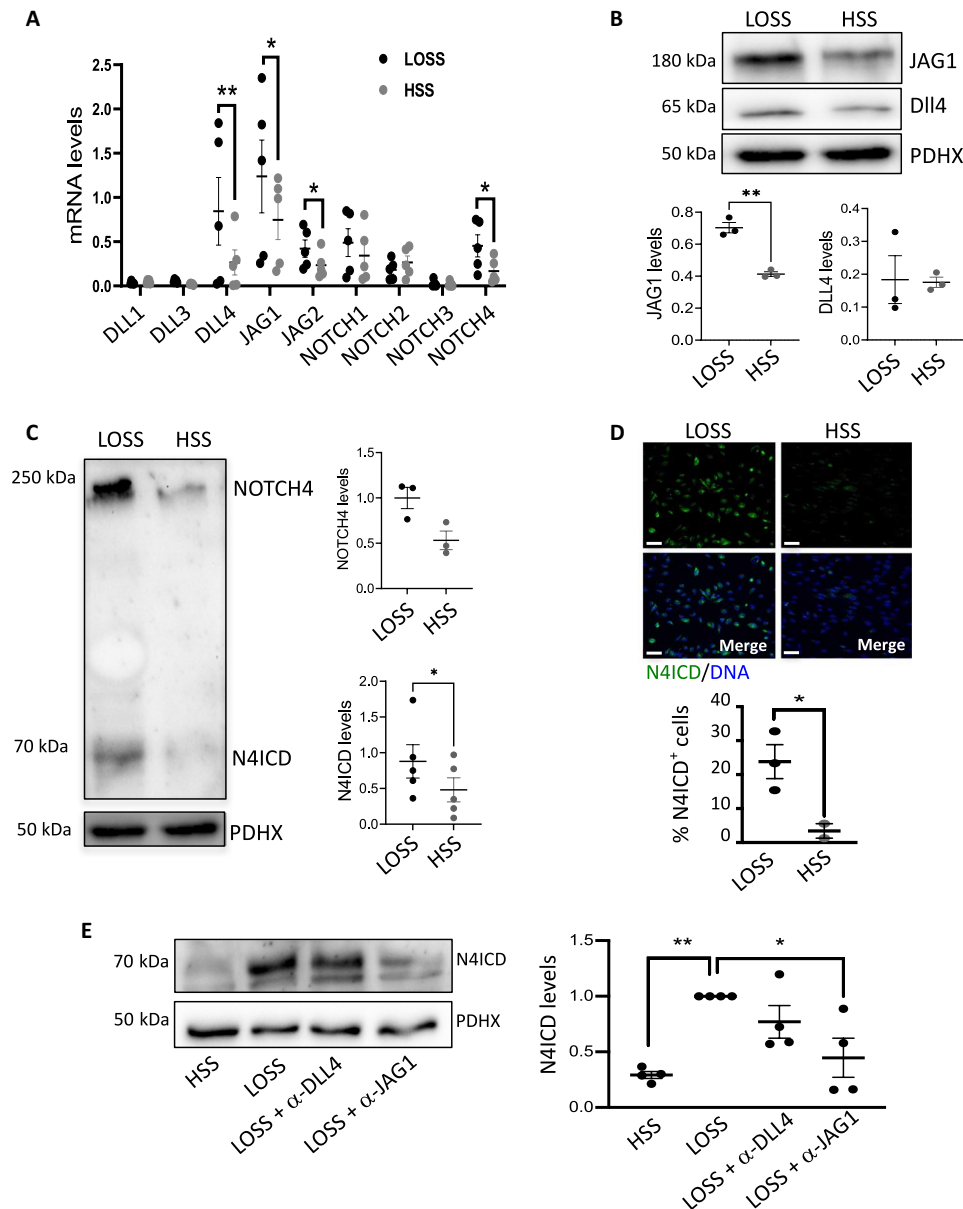 A
* 
LOSS
HSS
**
*
*
*
mRNA levels
2.5
2.0
1.5
1.0
0.5
0.0
DLL1
DLL3
DLL4
JAG1
JAG2
NOTCH1
NOTCH2
NOTCH3
NOTCH4
B
LOSS HSS
180 kDa JAG1
65 kDa Dll4
50 kDa PDHX
**
JAG1 levels
0.8
0.6
0.4
0.2
0.0
LOSS
HSS
DLL4 levels
0.4
0.3
0.2
0.1
0.0
LOSS
HSS
C
LOSS HSS
250 kDa NOTCH4
70 kDa N4ICD
50 kDa PDHX
NOTCH4 levels
1.5
1.0
0.5
0.0
LOSS
HSS
*
N4ICD levels
2.0
1.5
1.0
0.5
0.0
LOSS
HSS
D
LOSS HSS
Merge Merge
N4ICD/DNA
*
% N4ICD+ cells
40
30
20
10
0
LOSS
HSS
E
70 kDa N4ICD
50 kDa PDHX
HSS
LOSS
LOSS + α-DLL4
LOSS + α-JAG1
** *
N4ICD levels
1.5
1.0
0.5
0.0
HSS
LOSS
LOSS + α-DLL4
LOSS + α-JAG1